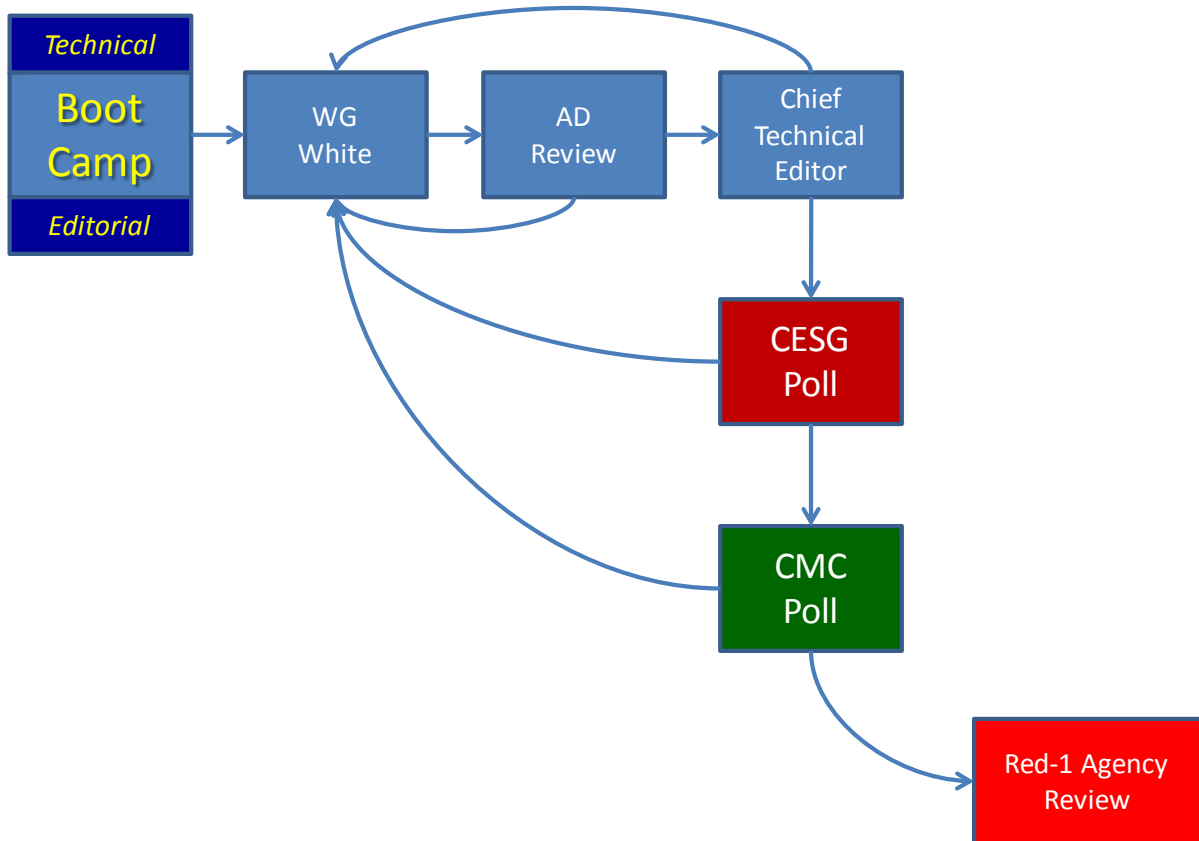 Technical
Boot
Camp
Editorial
WG
White
AD
Review
Chief
Technical
Editor
CESG
Poll
CMC
Poll
Red-1 Agency
Review